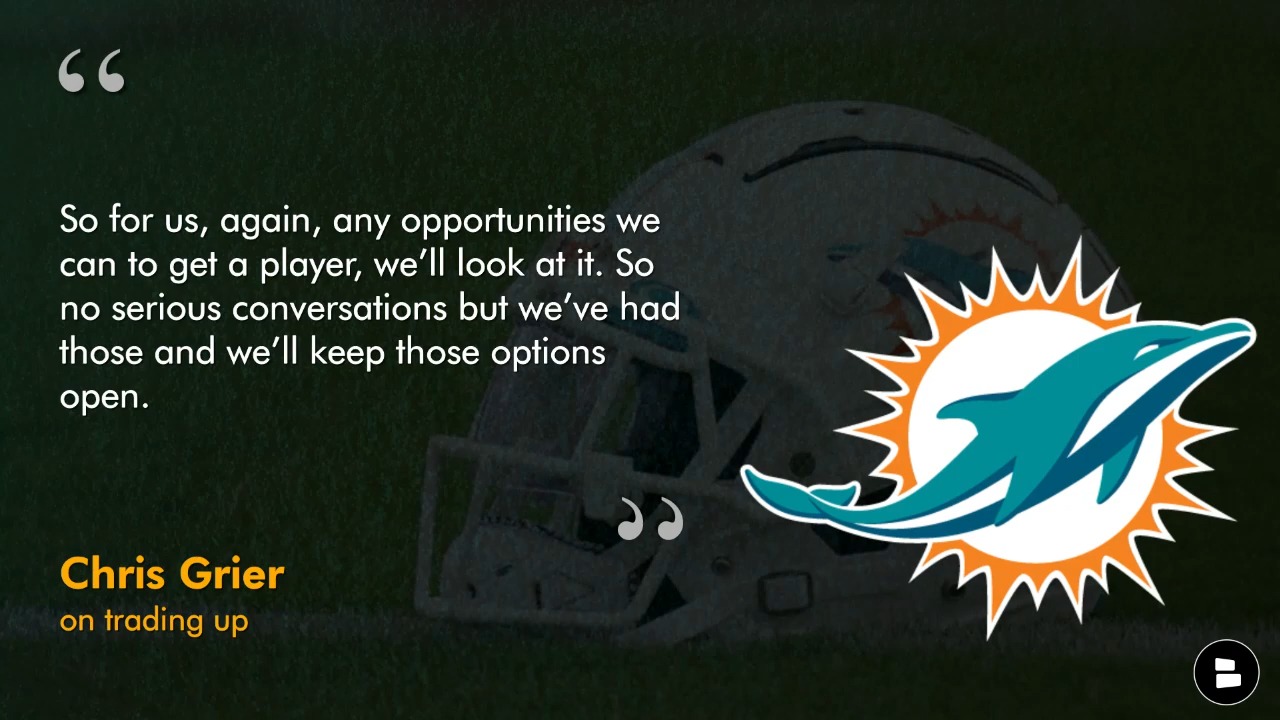 “
So for us, again, any opportunities we
can to get a player, we’ll look at it. So
no serious conversations but we’ve had
those and we’ll keep those options
open.
”
Chris Grier
on trading up